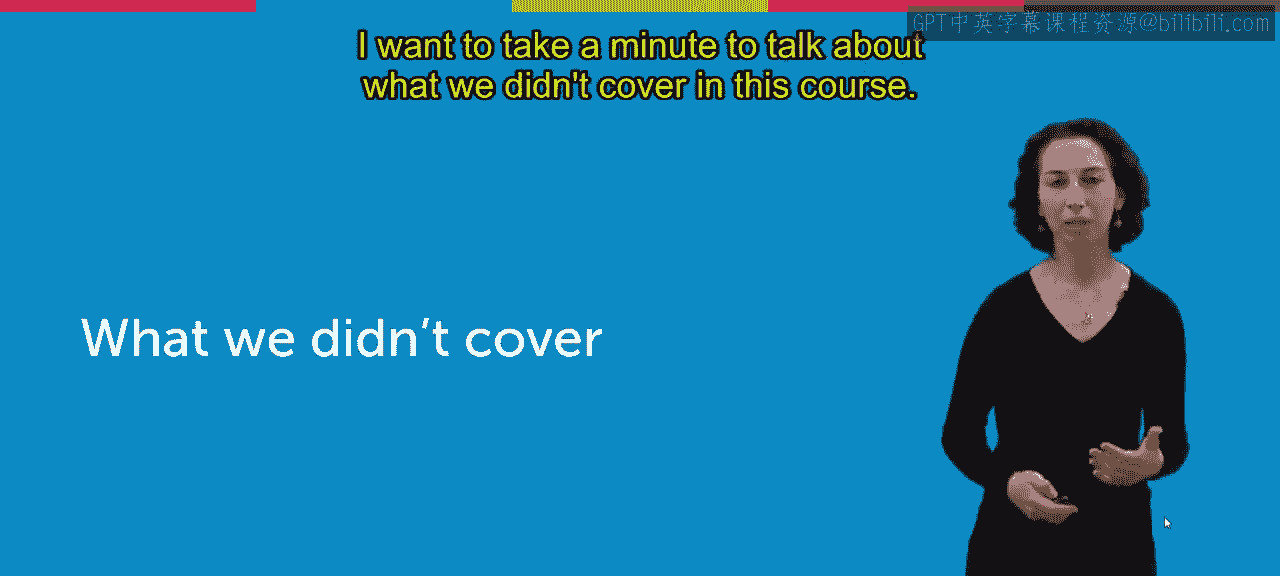 GPT中英字幕课程资源@bilibili.com
I want to take a minute to talk about
what we didn't cover in this course.
What we didn't cover